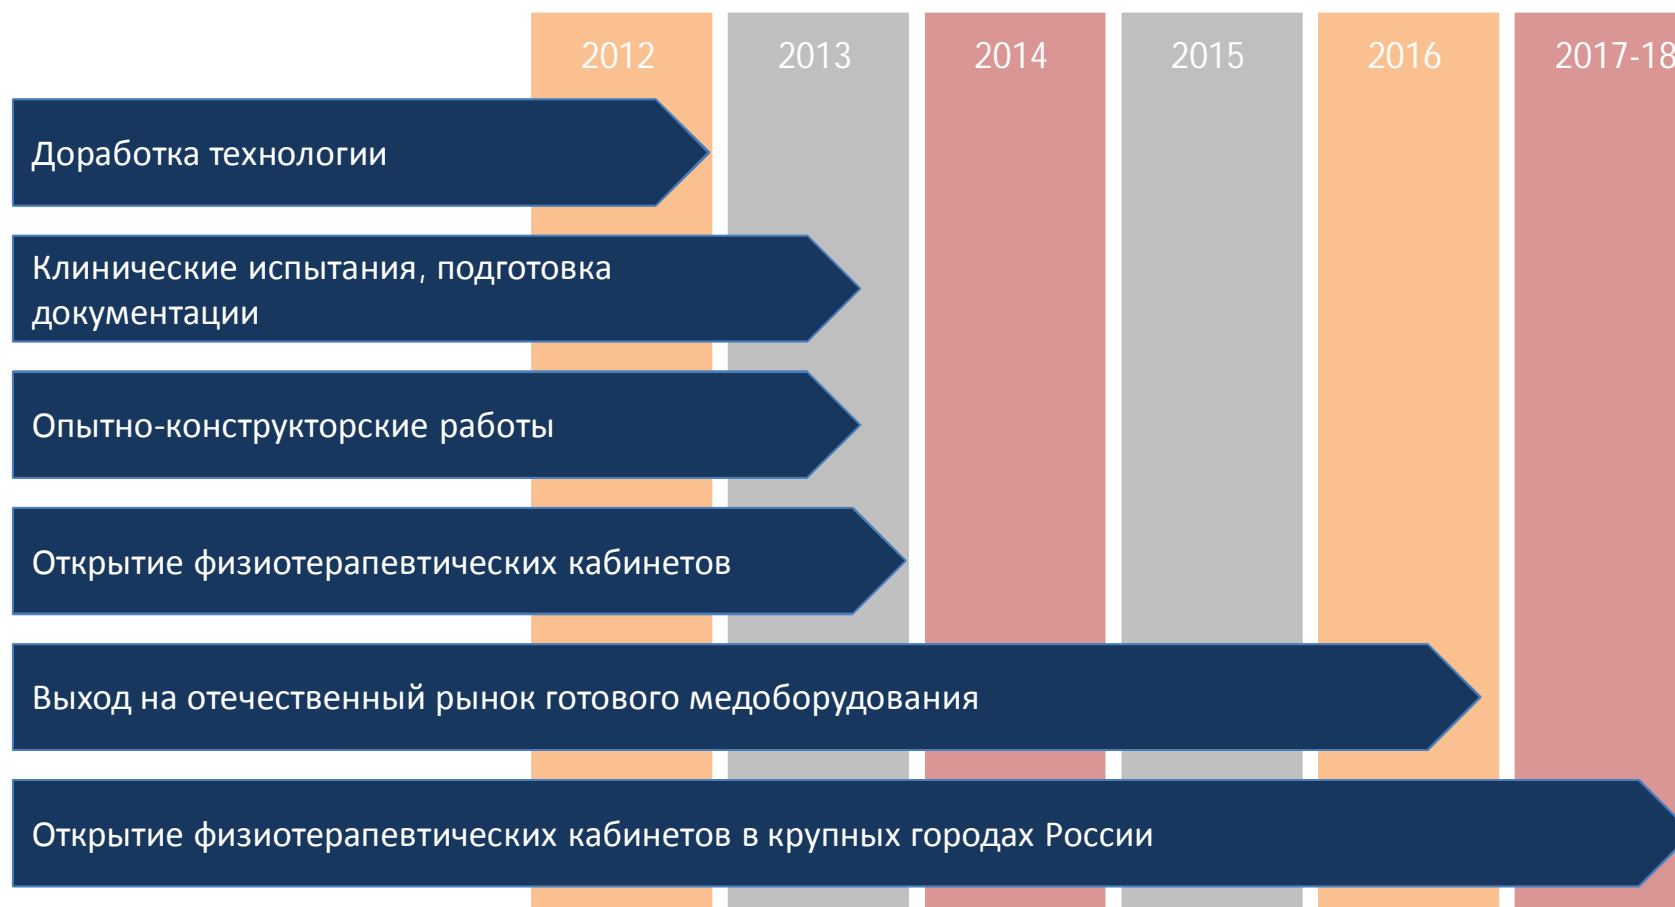 2012 2013 2014 2015 2016 2017-18
Доработка технологии
Клинические испытания, подготовка
документации
Опытно-конструкторские работы
Открытие физиотерапевтических кабинетов
Выход на отечественный рынок готового медоборудования
Открытие физиотерапевтических кабинетов в крупных городах России